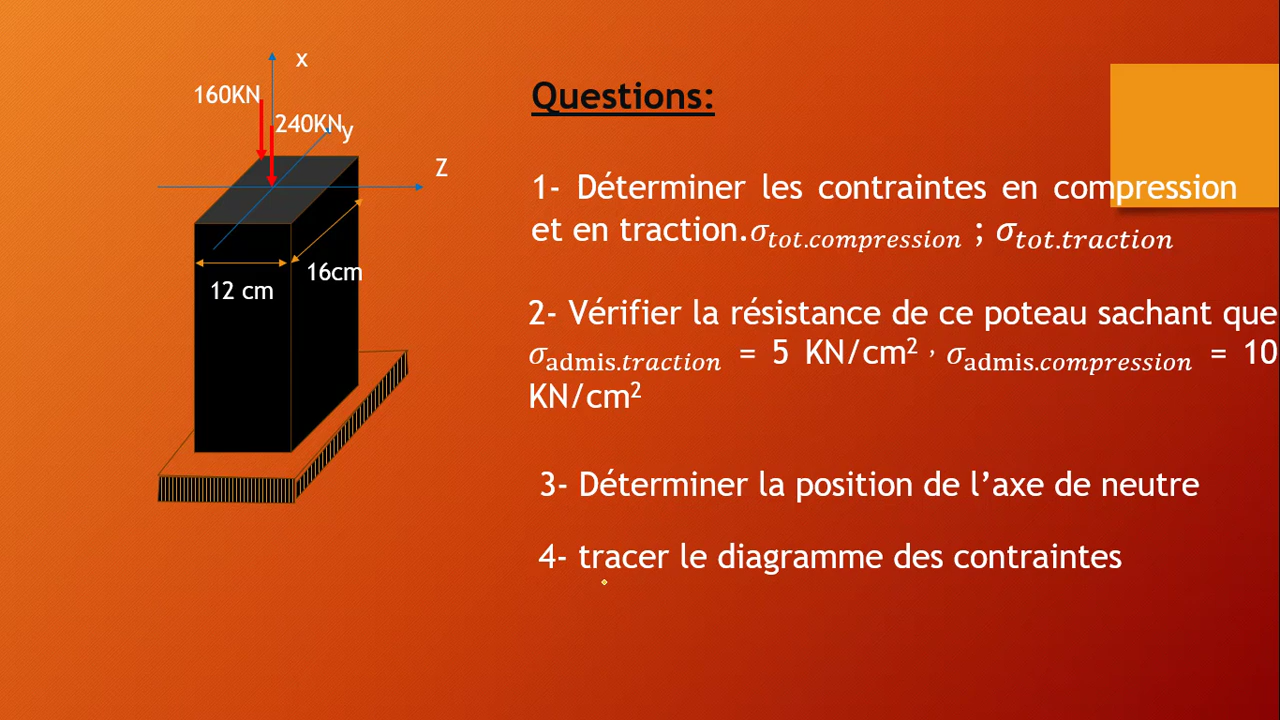 x
160KN
240KN
y
Z
16cm
12 cm
Questions:
1- Déterminer les contraintes en compression
et en traction.σtot.compression ; σtot.traction
2- Vérifier la résistance de ce poteau sachant que
σadmis.traction = 5 KN/cm² , σadmis.compression = 10
KN/cm²
3- Déterminer la position de l’axe de neutre
4- tracer le diagramme des contraintes